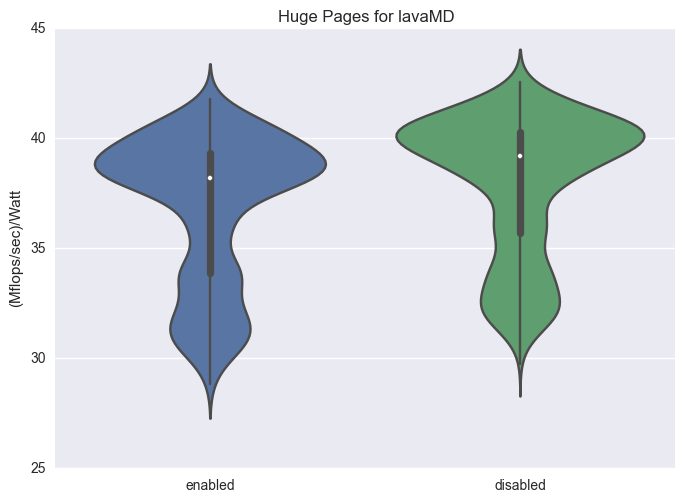 Huge Pages for lavaMD
45
40
35
30
25
(Mflops/sec)/Watt
enabled
disabled